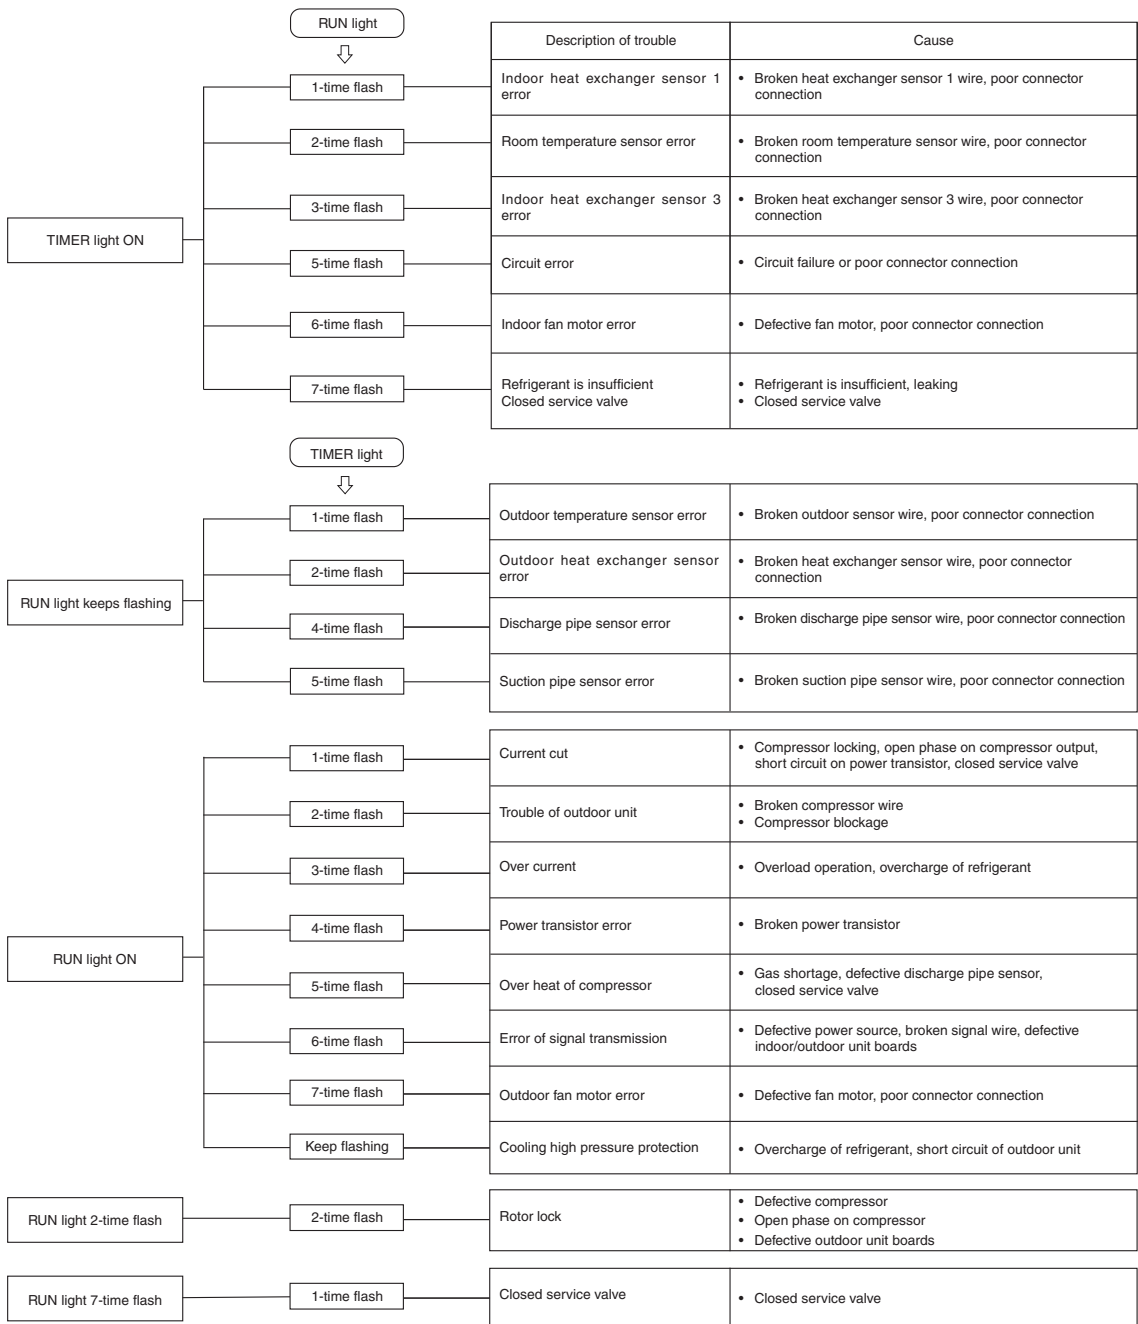 RUN light
Description of trouble
Cause
TIMER light ON
1-time flash
Indoor heat exchanger sensor 1
error
• Broken heat exchanger sensor 1 wire, poor connector
connection
2-time flash
Room temperature sensor error
• Broken room temperature sensor wire, poor connector
connection
3-time flash
Indoor heat exchanger sensor 3
error
• Broken heat exchanger sensor 3 wire, poor connector
connection
5-time flash
Circuit error
• Circuit failure or poor connector connection
6-time flash
Indoor fan motor error
• Defective fan motor, poor connector connection
7-time flash
Refrigerant is insufficient
Closed service valve
• Refrigerant is insufficient, leaking
• Closed service valve
TIMER light
RUN light keeps flashing
1-time flash
Outdoor temperature sensor error
• Broken outdoor sensor wire, poor connector connection
2-time flash
Outdoor heat exchanger sensor
error
• Broken heat exchanger sensor wire, poor connector
connection
4-time flash
Discharge pipe sensor error
• Broken discharge pipe sensor wire, poor connector connection
5-time flash
Suction pipe sensor error
• Broken suction pipe sensor wire, poor connector connection
RUN light ON
1-time flash
Current cut
• Compressor locking, open phase on compressor output,
short circuit on power transistor, closed service valve
2-time flash
Trouble of outdoor unit
• Broken compressor wire
• Compressor blockage
3-time flash
Over current
• Overload operation, overcharge of refrigerant
4-time flash
Power transistor error
• Broken power transistor
5-time flash
Over heat of compressor
• Gas shortage, defective discharge pipe sensor,
closed service valve
6-time flash
Error of signal transmission
• Defective power source, broken signal wire, defective
indoor/outdoor unit boards
7-time flash
Outdoor fan motor error
• Defective fan motor, poor connector connection
Keep flashing
Cooling high pressure protection
• Overcharge of refrigerant, short circuit of outdoor unit
RUN light 2-time flash
2-time flash
Rotor lock
• Defective compressor
• Open phase on compressor
• Defective outdoor unit boards
RUN light 7-time flash
1-time flash
Closed service valve
• Closed service valve